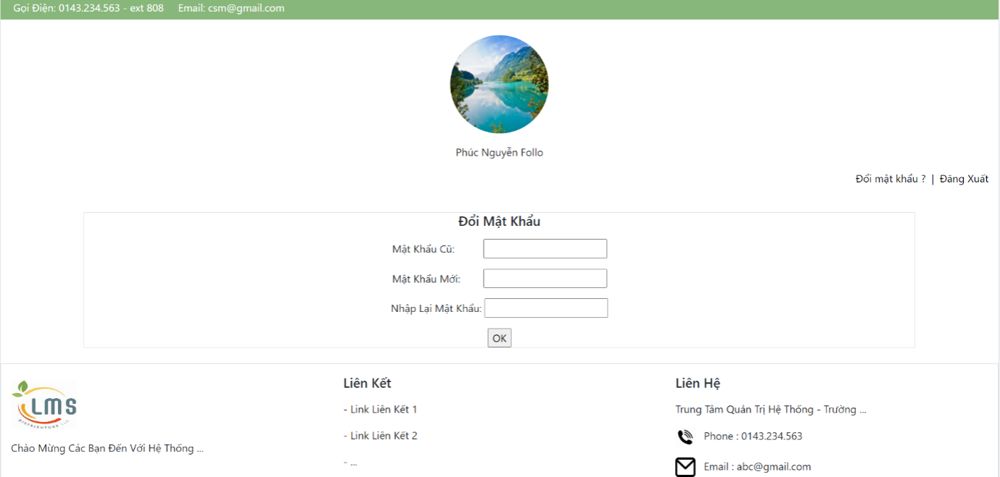 Gọi Điện: 0143.234.563 - ext 808 Email: csm@gmail.com
Phúc Nguyễn Follo
Đổi mật khẩu ? | Đăng Xuất
Đổi Mật Khẩu
Mật Khẩu Cũ:
Mật Khẩu Mới:
Nhập Lại Mật Khẩu:
OK
LMS
DISTRIBUTORS LLC
Chào Mừng Các Bạn Đến Với Hệ Thống ...
Liên Kết
- Link Liên Kết 1
- Link Liên Kết 2
- ...
Liên Hệ
Trung Tâm Quản Trị Hệ Thống - Trường ...
Phone : 0143.234.563
Email : abc@gmail.com